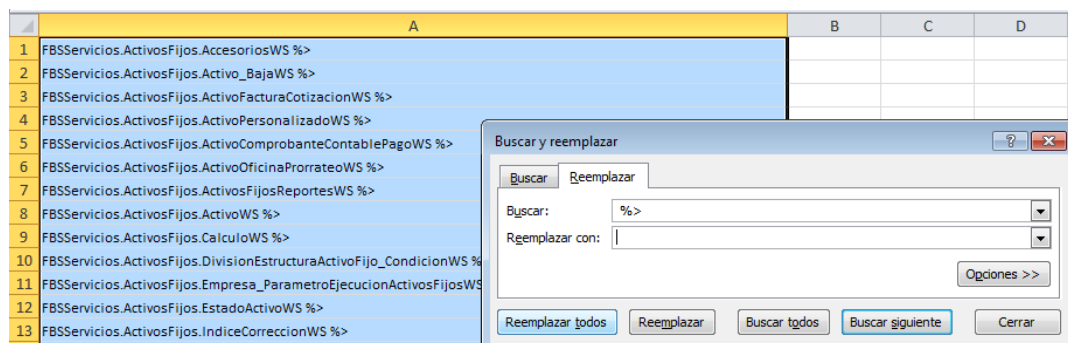 A B C D
1 FBSServicios.ActivosFijos.AccesoriosWS %>
2 FBSServicios.ActivosFijos.Activo_BajaWS %>
3 FBSServicios.ActivosFijos.ActivoFacturaCotizacionWS %>
4 FBSServicios.ActivosFijos.ActivoPersonalizadoWS %>
5 FBSServicios.ActivosFijos.ActivoComprobanteContablePagoWS %>
6 FBSServicios.ActivosFijos.ActivoOficinaProrrateoWS %>
7 FBSServicios.ActivosFijos.ActivosFijosReportesWS %>
8 FBSServicios.ActivosFijos.ActivoWS %>
9 FBSServicios.ActivosFijos.CalculoWS %>
10 FBSServicios.ActivosFijos.DivisionEstructuraActivoFijo_CondicionWS %
11 FBSServicios.ActivosFijos.Empresa_ParametroEjecucionActivosFijosWS
12 FBSServicios.ActivosFijos.EstadoActivoWS %>
13 FBSServicios.ActivosFijos.IndiceCorreccionWS %>
Buscar y reemplazar
Buscar Reemplazar
Buscar: %>
Reemplazar con:
Opciones >>
Reemplazar todos Reemplazar Buscar todos Buscar siguiente Cerrar